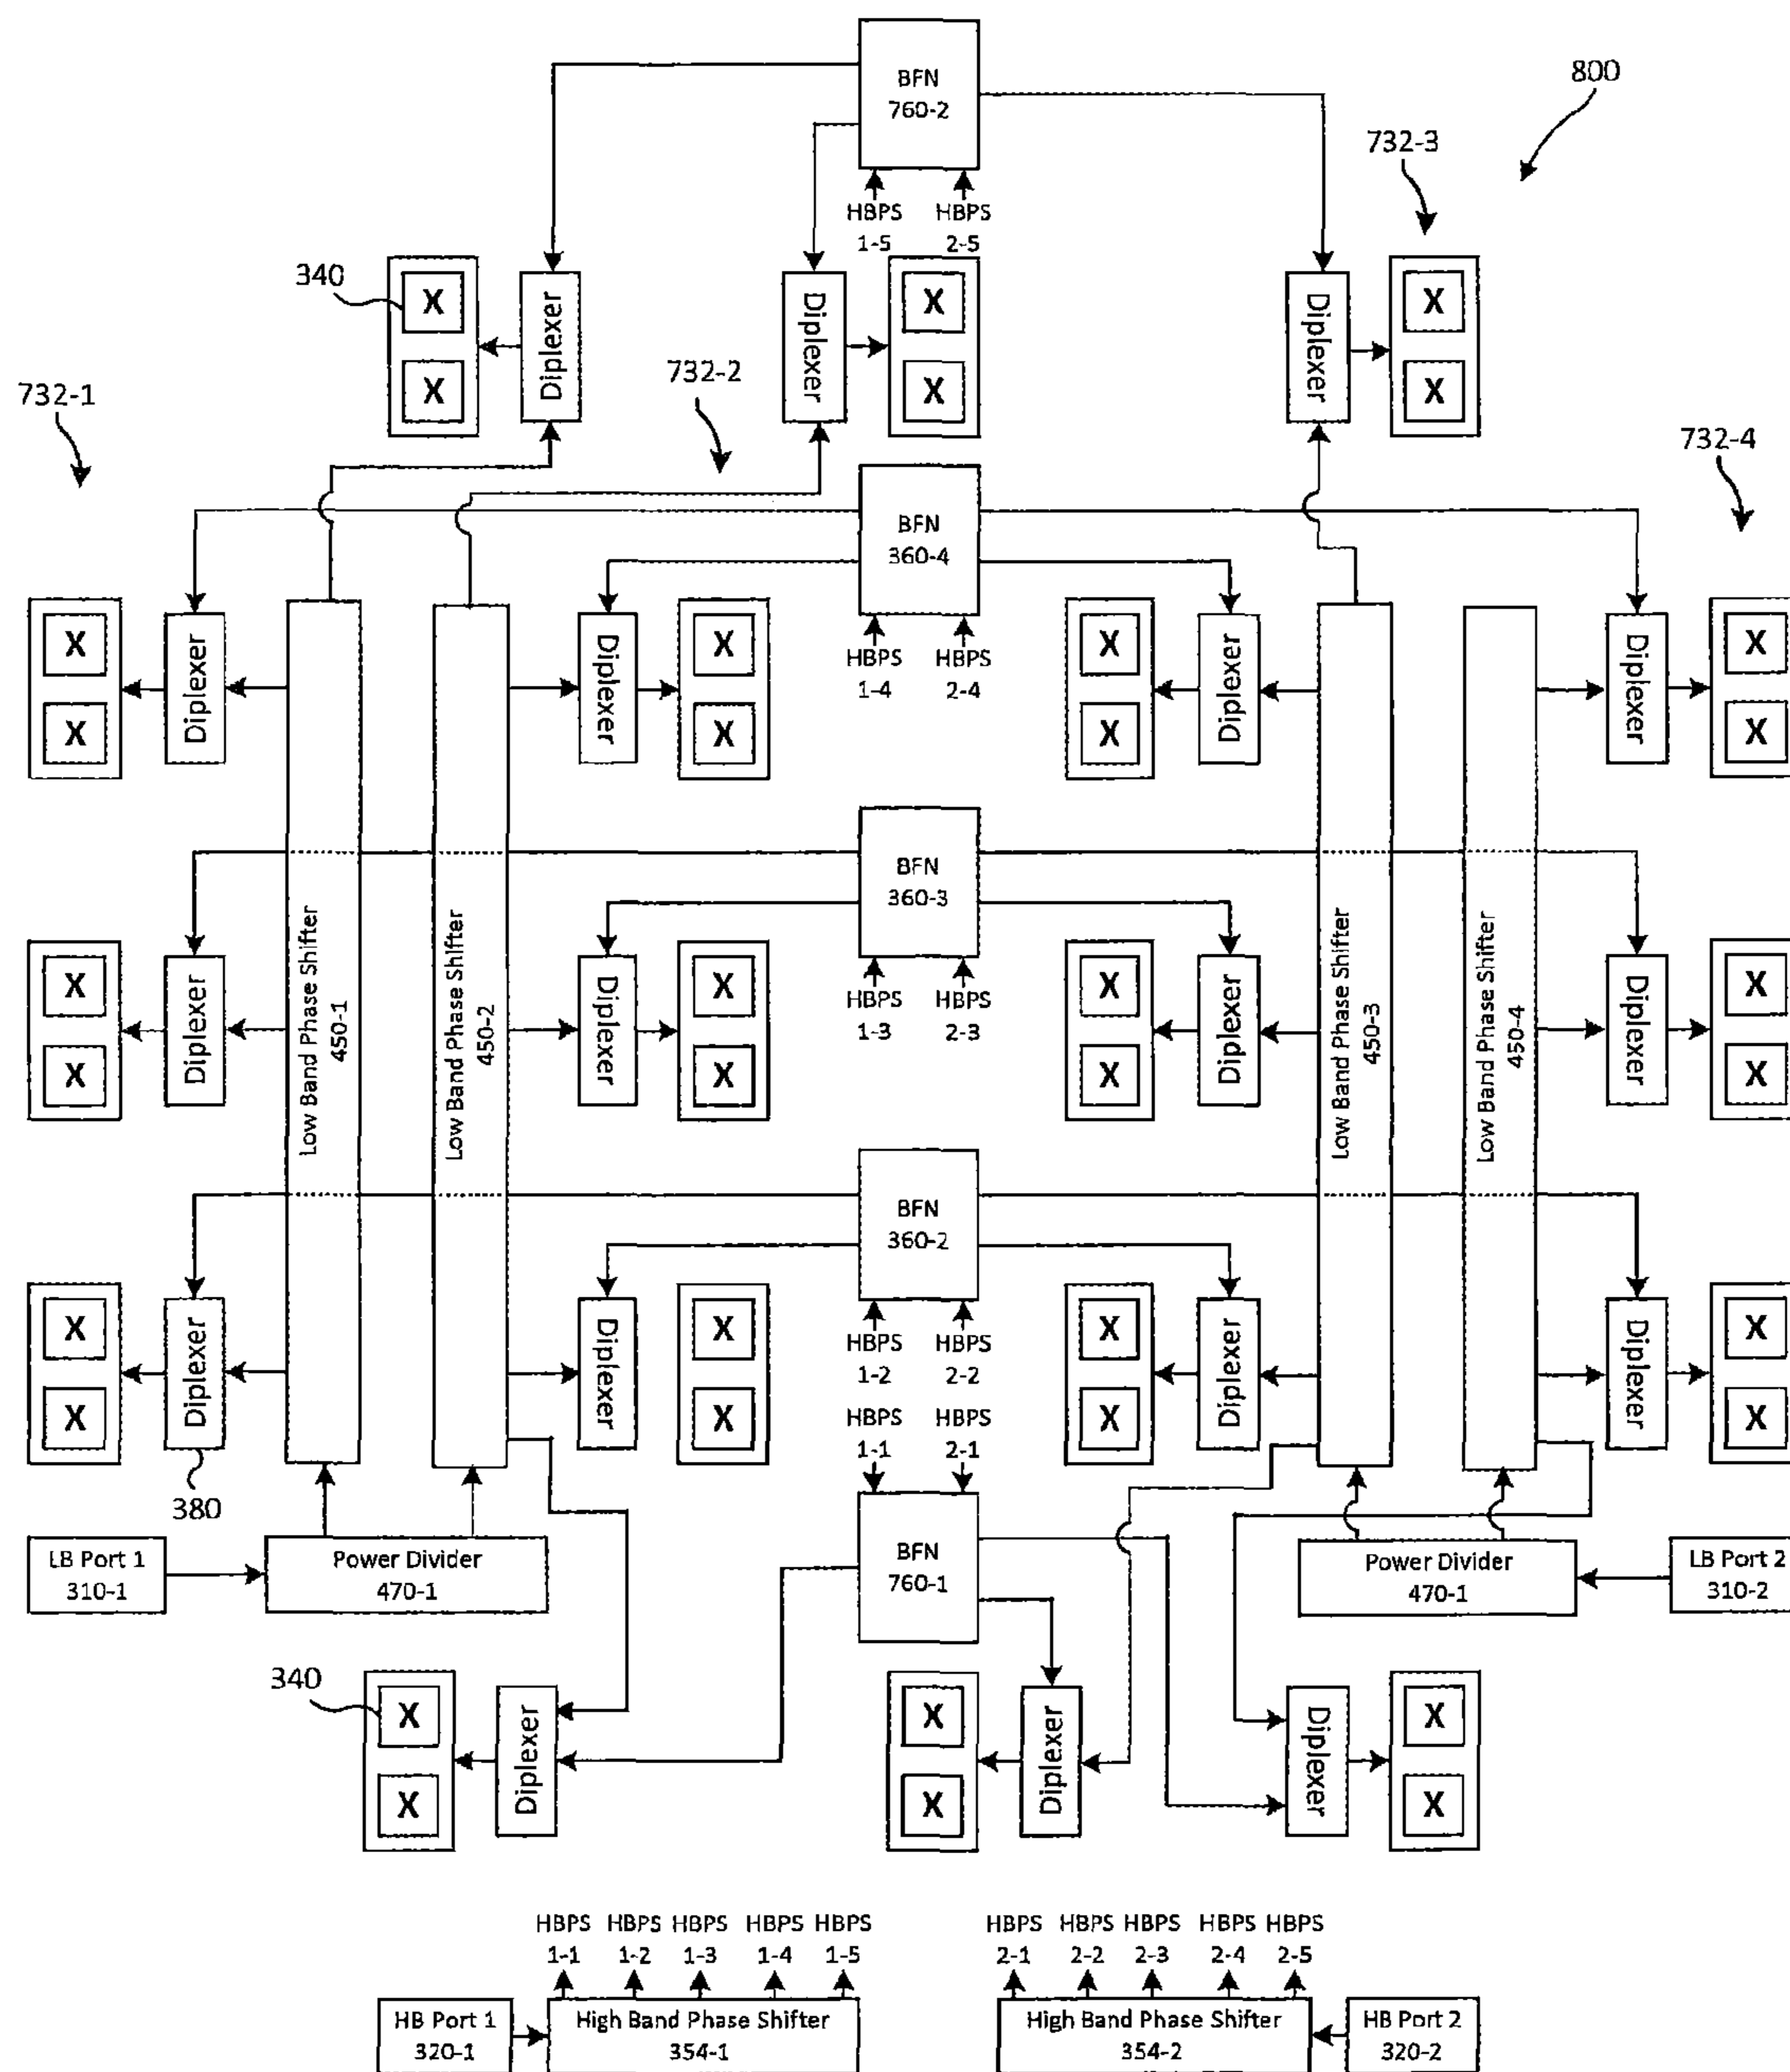 BFN
760-2
800
732-3
HBPS HBPS
1-5 2-5
340
X X X
Diplexer Diplexer Diplexer
X X X
732-1
732-2
732-4
BFN
360-4
HBPS HBPS
1-4 2-4
X X X X
Diplexer Diplexer Diplexer Diplexer
X X X X
BFN
360-3
HBPS HBPS
1-3 2-3
Low Band Phase Shifter
450-1
Low Band Phase Shifter
450-2
Low Band Phase Shifter
450-3
Low Band Phase Shifter
450-4
X X X X
Diplexer Diplexer Diplexer Diplexer
X X X X
BFN
360-2
HBPS HBPS
1-2 2-2
X X X X
Diplexer Diplexer Diplexer Diplexer
X X X X
380
HBPS HBPS
1-1 2-1
BFN
760-1
LB Port 1
310-1
Power Divider
470-1
Power Divider
470-1
LB Port 2
310-2
340
X X X
Diplexer Diplexer Diplexer
X X X
HBPS HBPS HBPS HBPS HBPS
1-1 1-2 1-3 1-4 1-5
HBPS HBPS HBPS HBPS HBPS
2-1 2-2 2-3 2-4 2-5
HB Port 1
320-1
High Band Phase Shifter
354-1
High Band Phase Shifter
354-2
HB Port 2
320-2